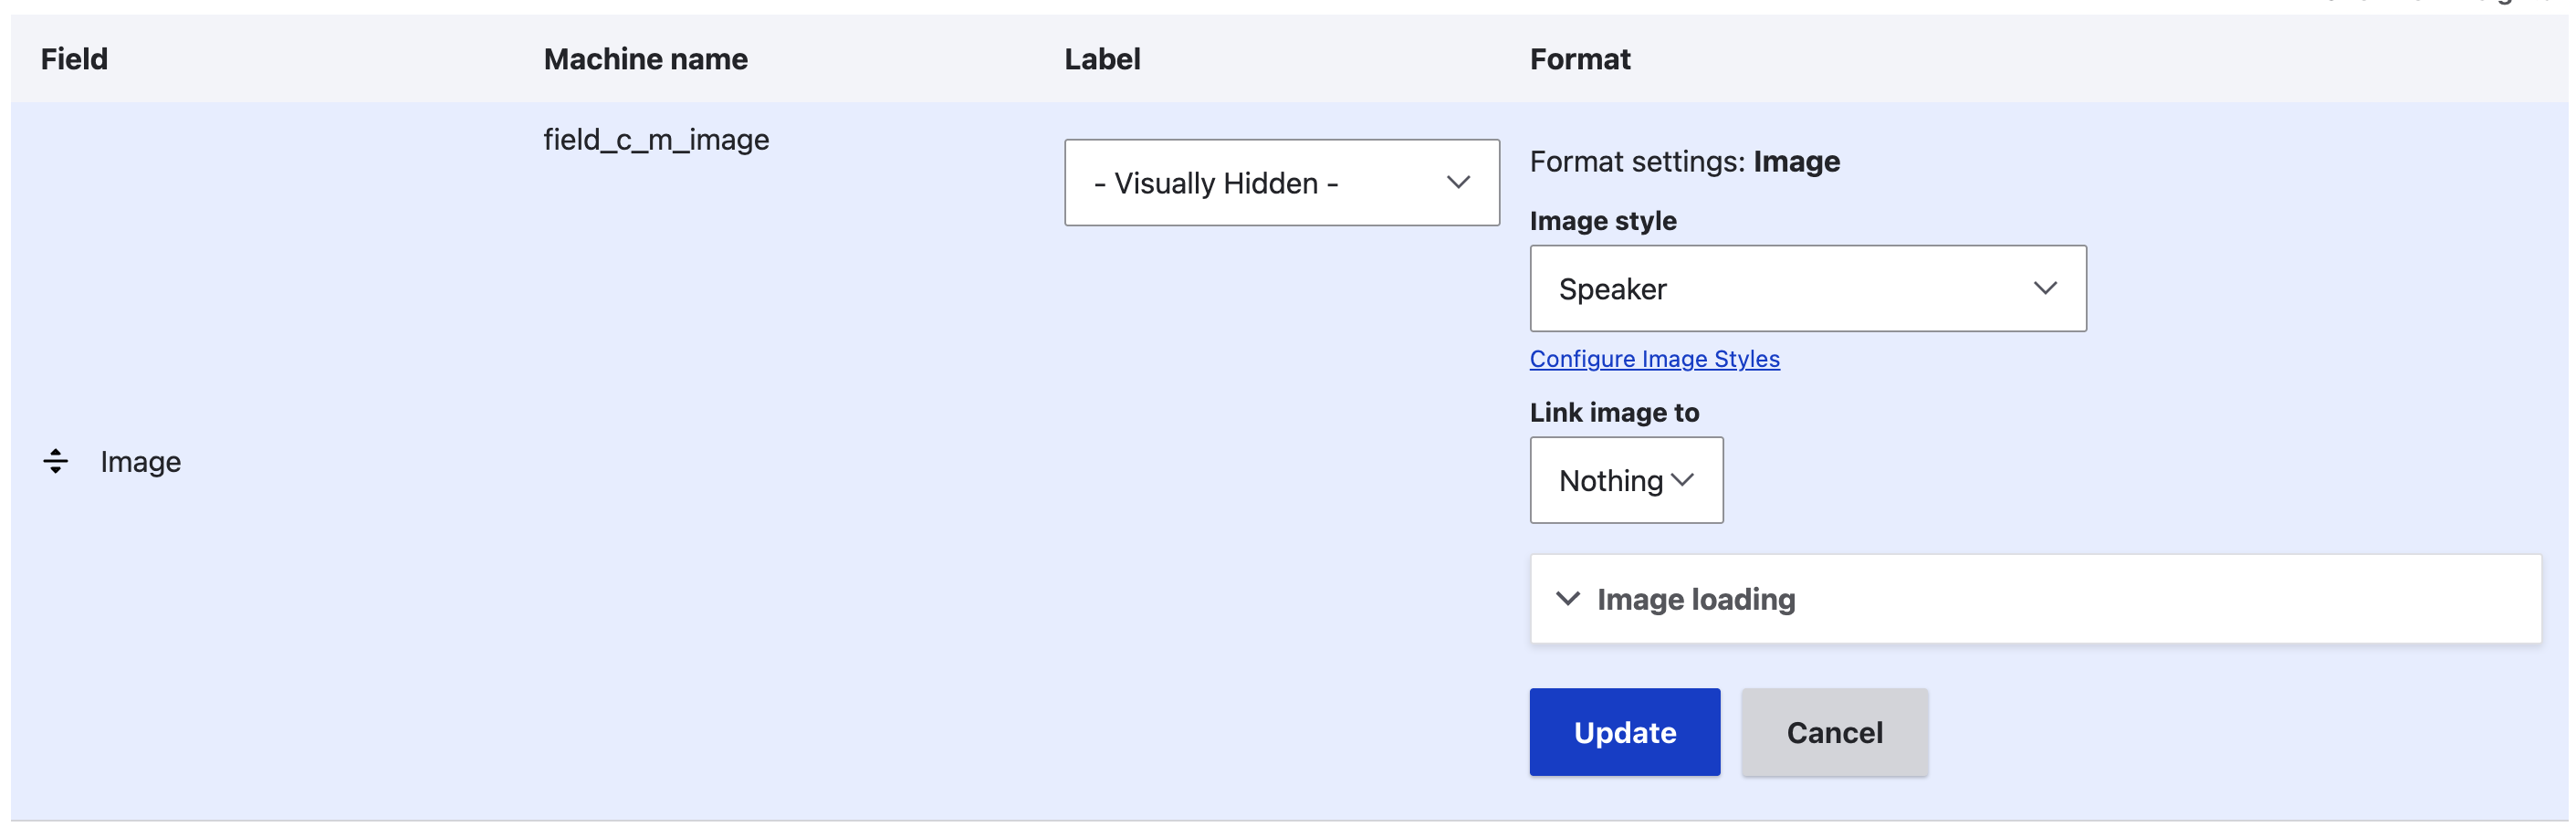 Field Machine name Label Format
field_c_m_image
- Visually Hidden -
Format settings: Image
Image style
Speaker
Configure Image Styles
Link image to
Image
Nothing
Image loading
Update Cancel